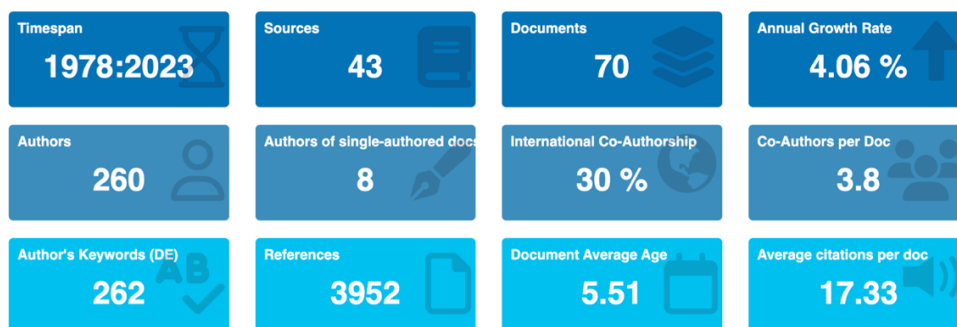 Timespan
1978:2023
Sources
43
Documents
70
Annual Growth Rate
4.06 %
Authors
260
Authors of single-authored docs
8
International Co-Authorship
30 %
Co-Authors per Doc
3.8
Author's Keywords (DE)
262
AB
References
3952
Document Average Age
5.51
Average citations per doc
17.33